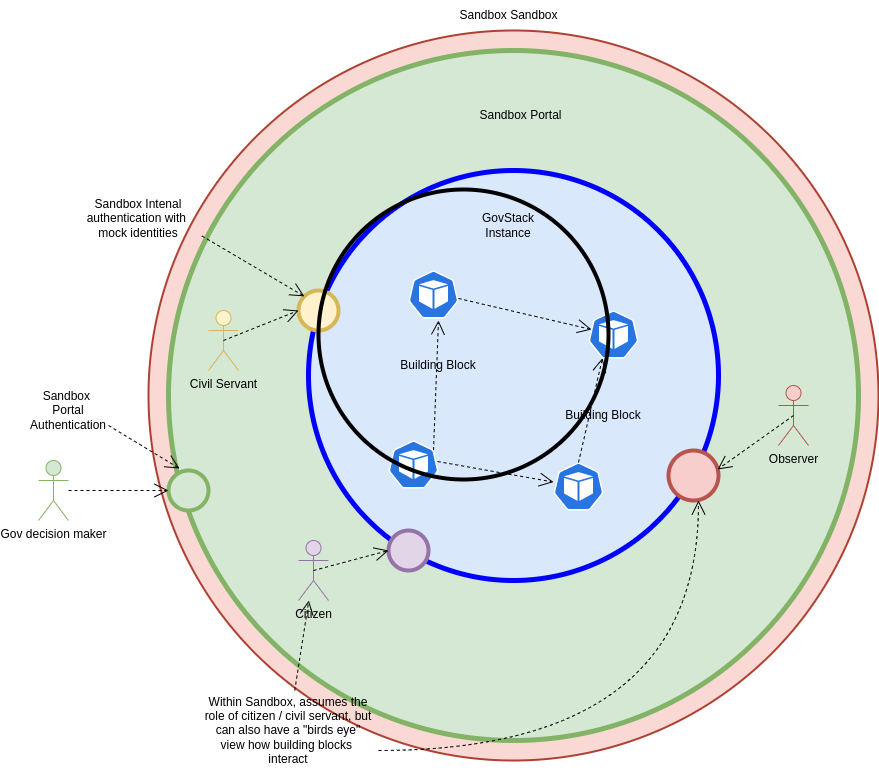 Sandbox Sandbox
Sandbox Portal
Sandbox Intenal
authentication with
mock identities
GovStack
Instance
Building Block
Civil Servant
Sandbox
Portal
Authentication
Building Block
Observer
Gov decision maker
Citizen
Within Sandbox, assumes the
role of citizen / civil servant, but
can also have a "birds eye"
view how building blocks
interact